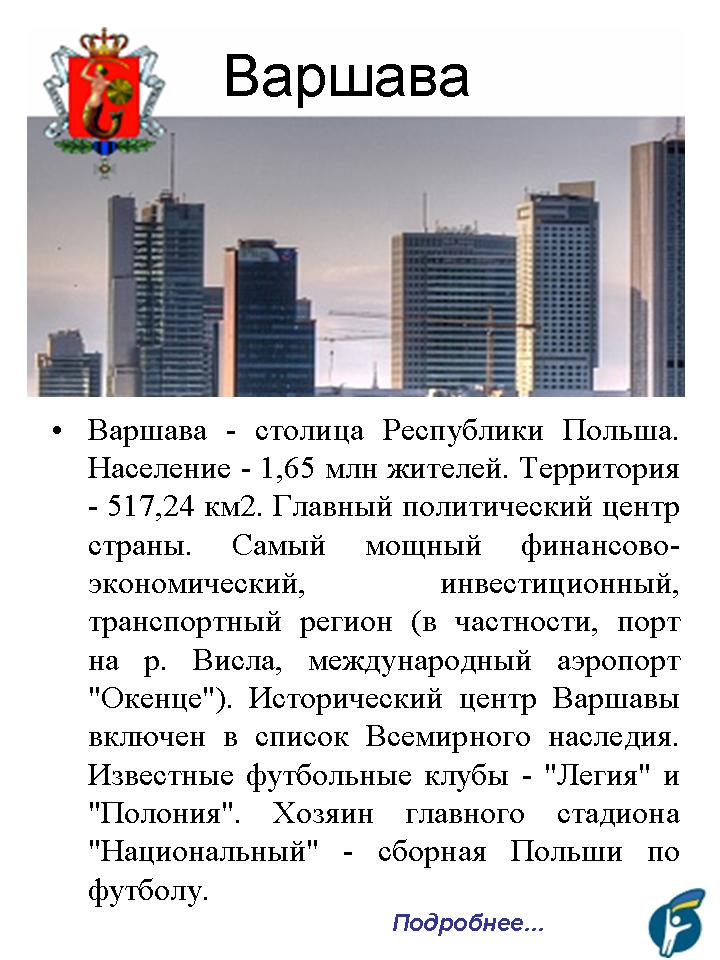 Варшава
• Варшава - столица Республики Польша.
Население - 1,65 млн жителей. Территория
- 517,24 км2. Главный политический центр
страны. Самый мощный финансово-
экономический, инвестиционный,
транспортный регион (в частности, порт
на р. Висла, международный аэропорт
"Окенце"). Исторический центр Варшавы
включен в список Всемирного наследия.
Известные футбольные клубы - "Легия" и
"Полония". Хозяин главного стадиона
"Национальный" - сборная Польши по
футболу.
Подробнее...